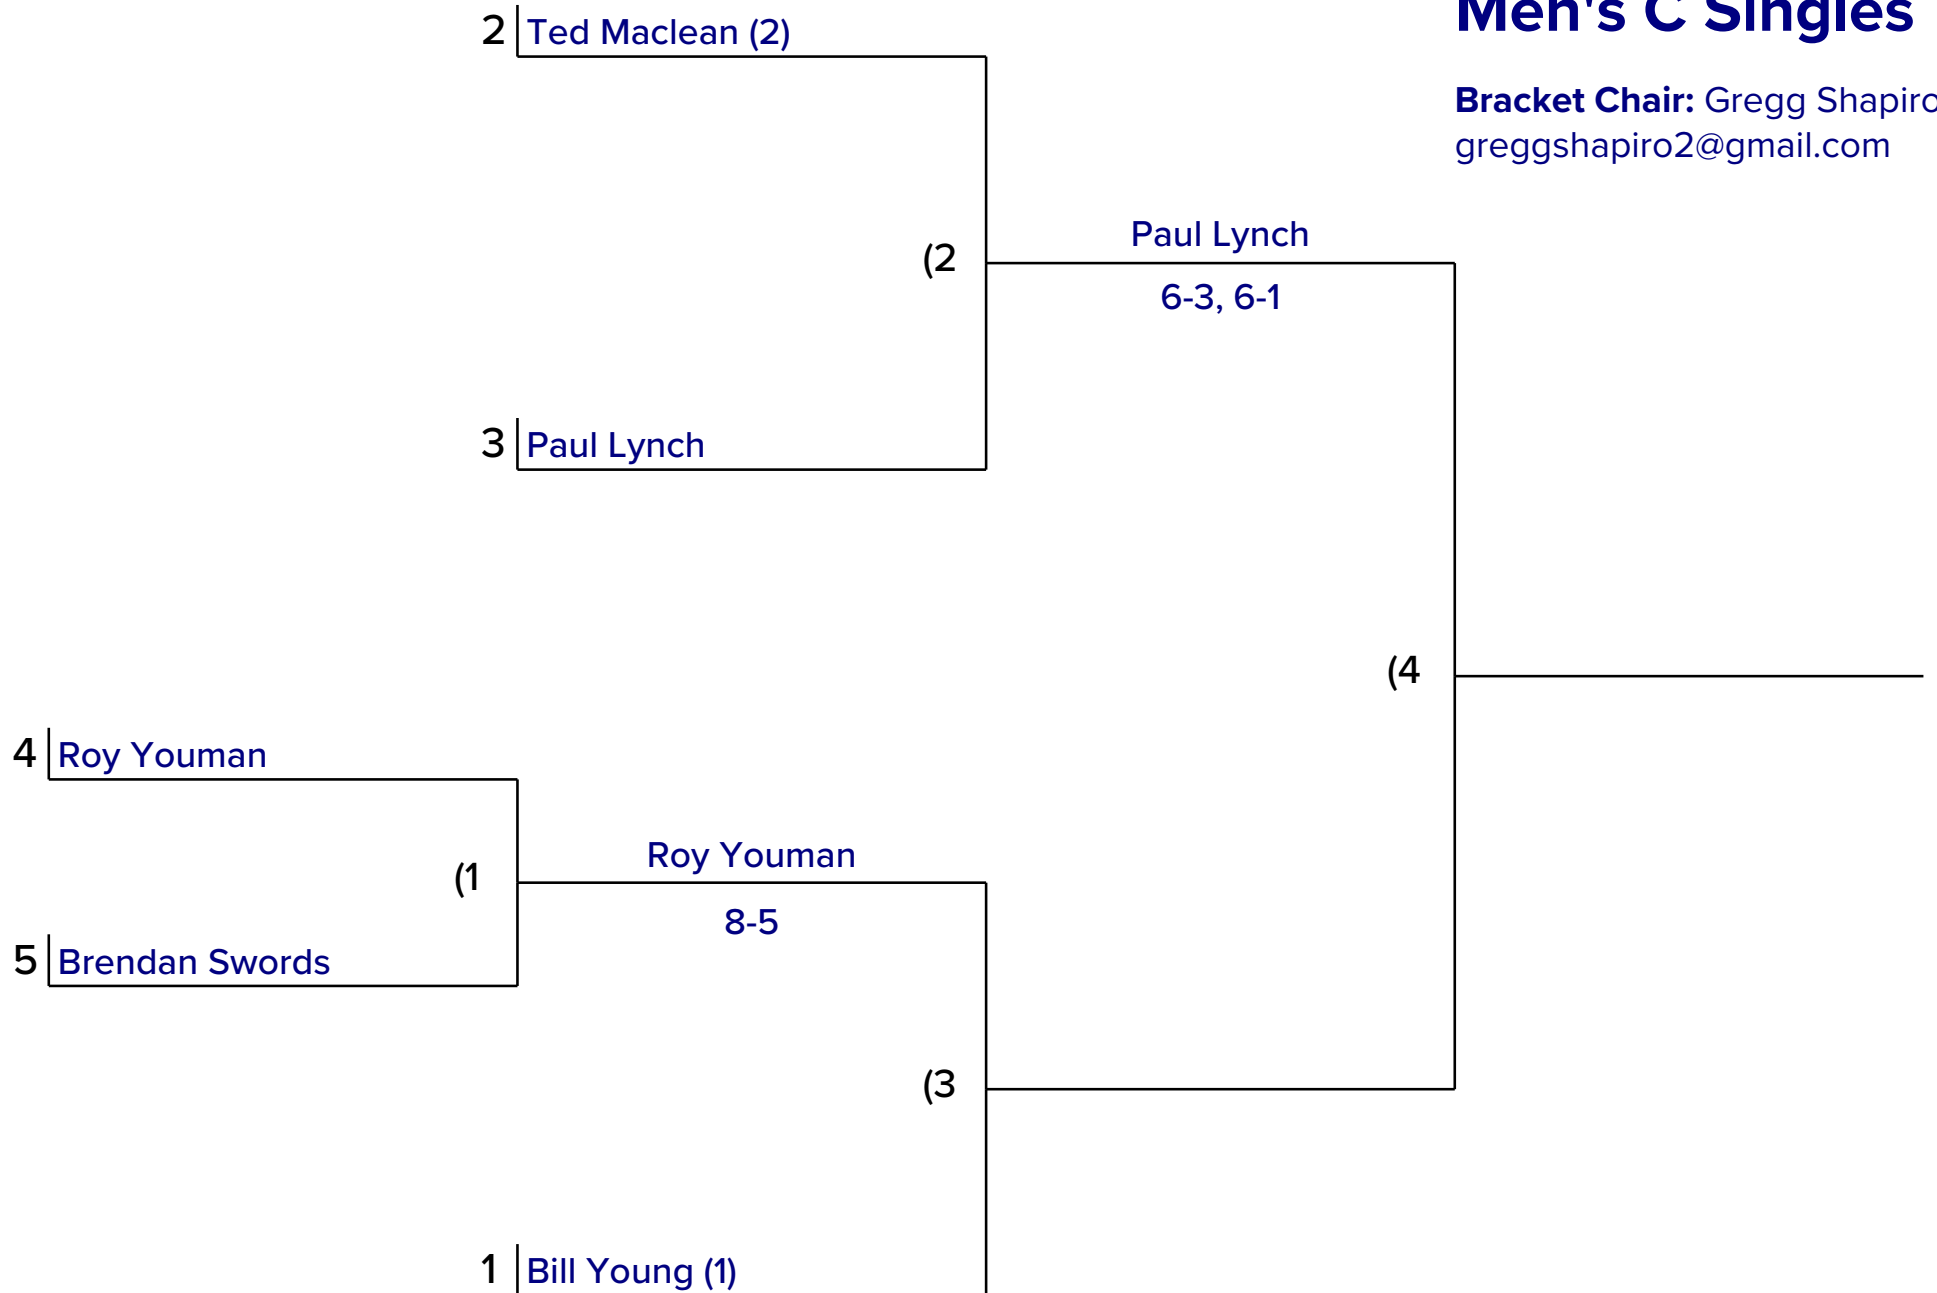 Men's C Singles
Bracket Chair: Gregg Shapiro
greggshapiro2@gmail.com
2 Ted Maclean (2)
(2
Paul Lynch
6-3, 6-1
3 Paul Lynch
(4
4 Roy Youman
(1
Roy Youman
8-5
5 Brendan Swords
(3
1 Bill Young (1)